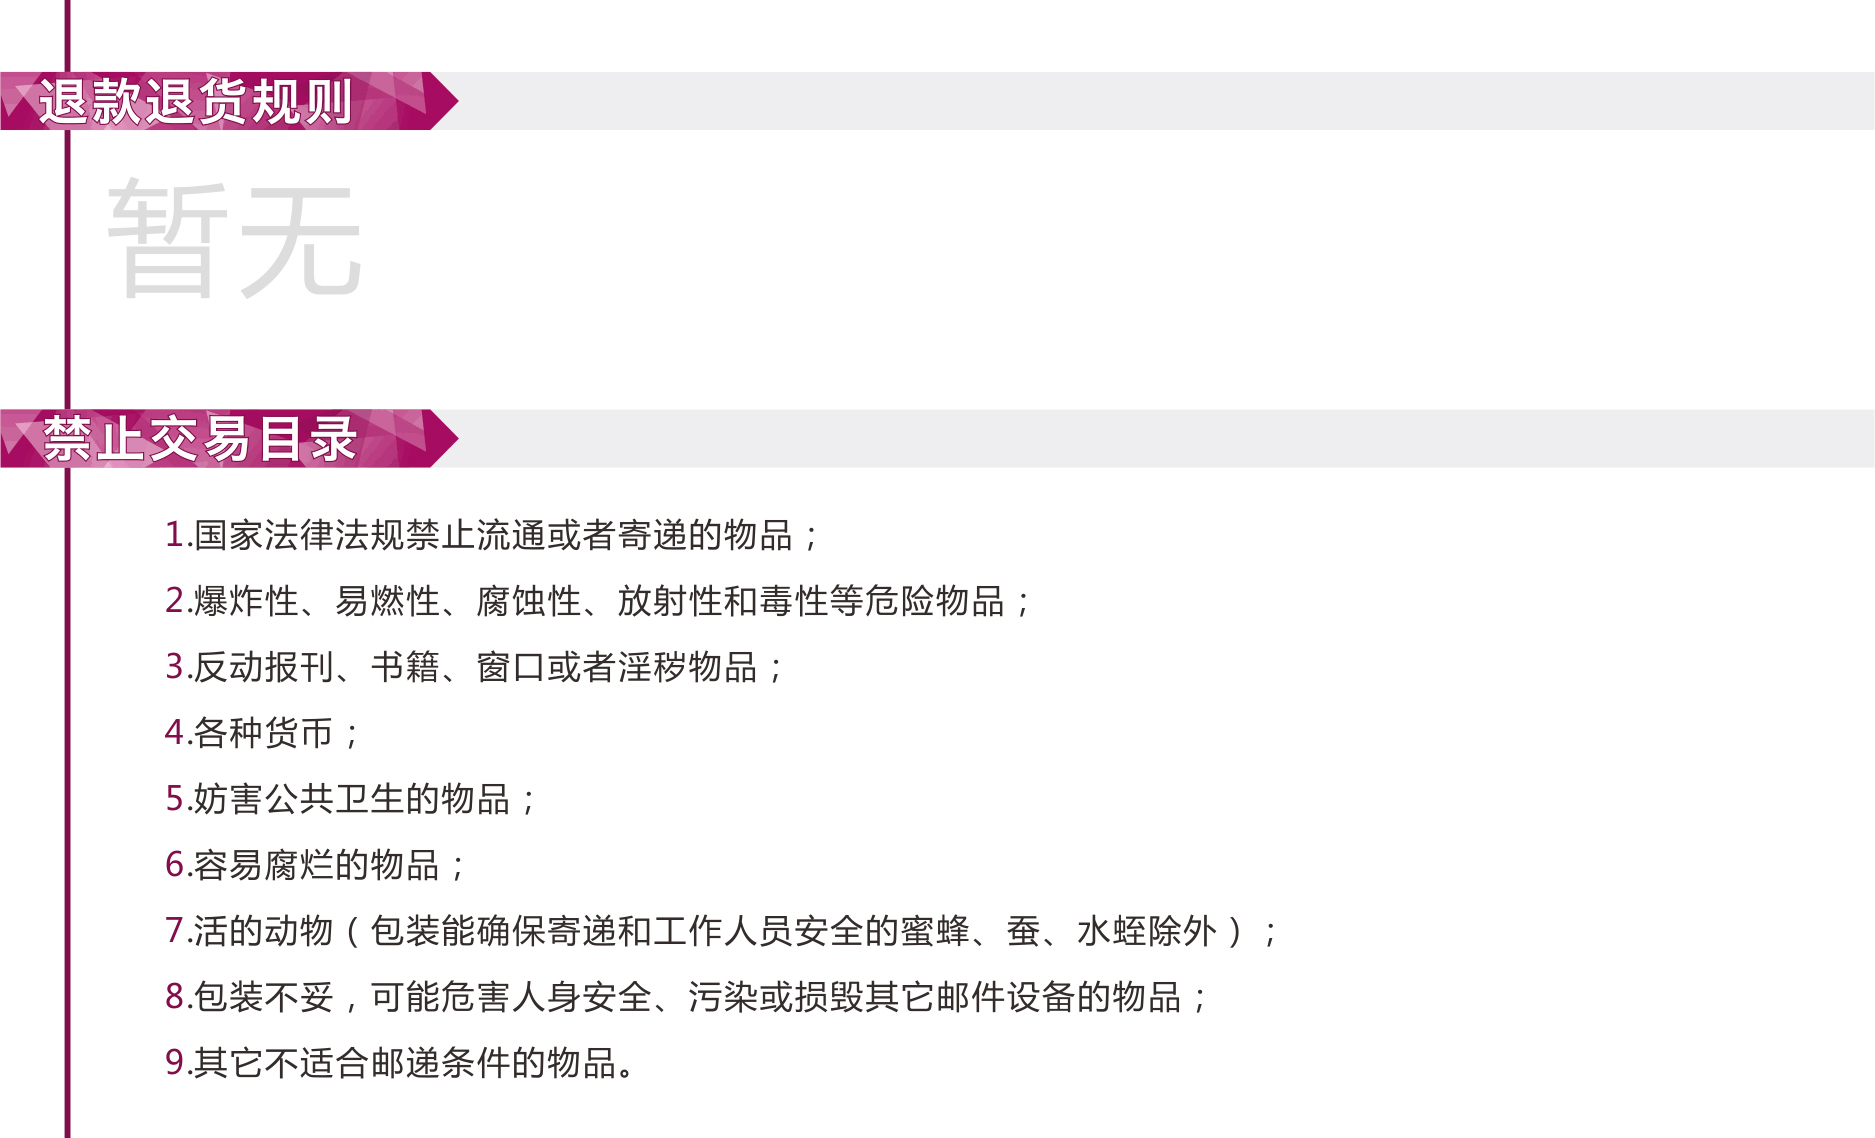 退款退货规则
暂无
禁止交易目录
1.国家法律法规禁止流通或者寄递的物品；
2.爆炸性、易燃性、腐蚀性、放射性和毒性等危险物品；
3.反动报刊、书籍、窗口或者淫秽物品；
4.各种货币；
5.妨害公共卫生的物品；
6.容易腐烂的物品；
7.活的动物（包装能确保寄递和工作人员安全的蜜蜂、蚕、水蛭除外）；
8.包装不妥，可能危害人身安全、污染或损毁其它邮件设备的物品；
9.其它不适合邮递条件的物品。